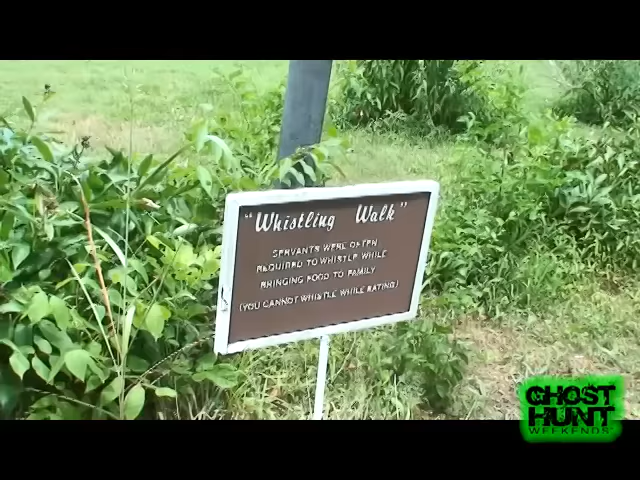 "Whistling Walk"
SERVANTS WERE OFTEN
REQUIRED TO WHISTLE WHILE
BRINGING FOOD TO FAMILY
(YOU CANNOT WHISTLE WHILE EATING)
GHOST
HUNT
WEEKENDS